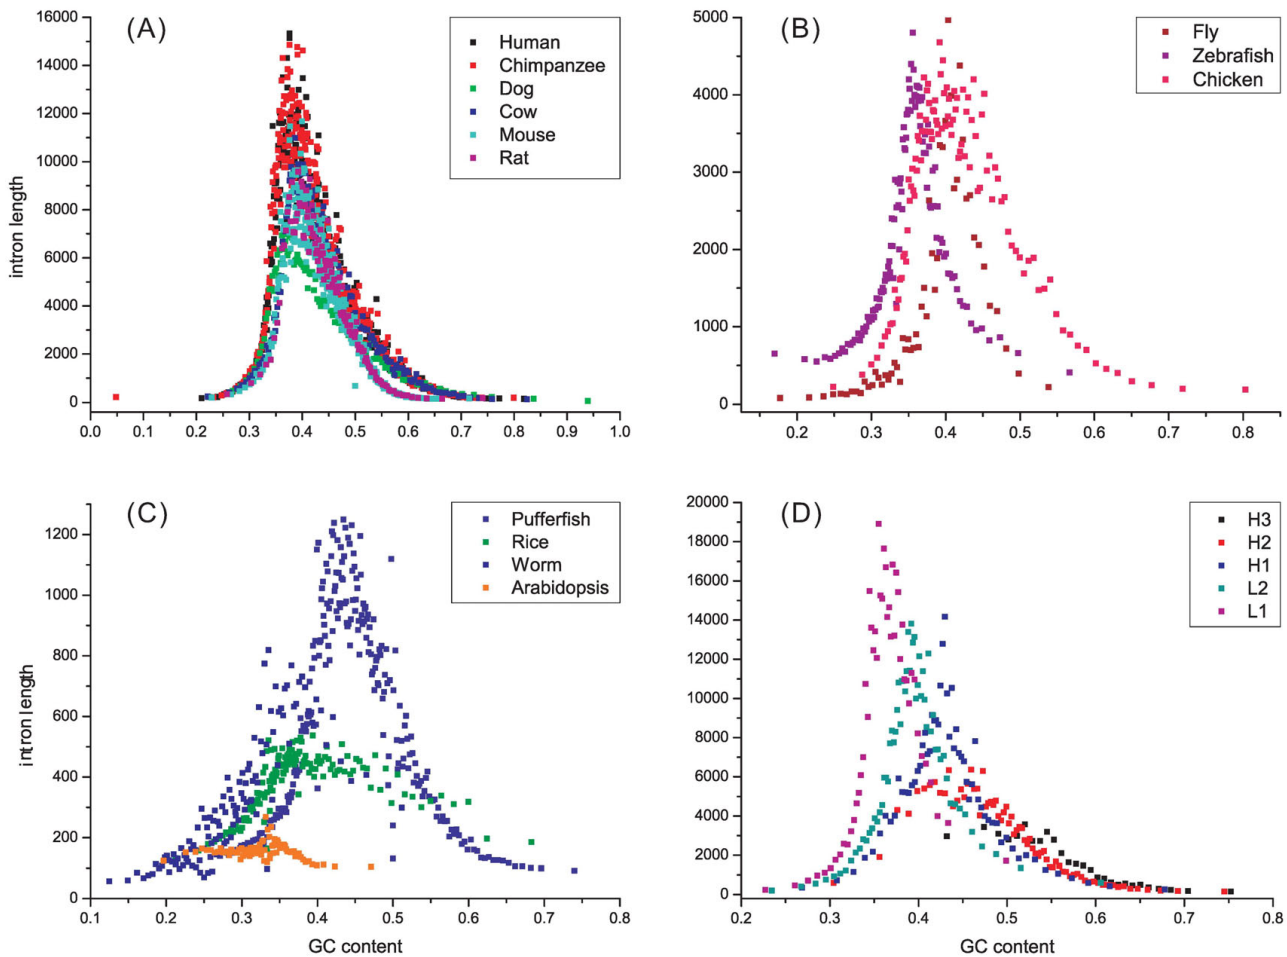 (A)
16000
14000
12000
10000
8000
6000
4000
2000
0
intron length
Human
Chimpanzee
Dog
Cow
Mouse
Rat
0.0 0.1 0.2 0.3 0.4 0.5 0.6 0.7 0.8 0.9 1.0
(B)
5000
4000
3000
2000
1000
0
Fly
Zebrafish
Chicken
0.2 0.3 0.4 0.5 0.6 0.7 0.8
(C)
1200
1000
800
600
400
200
0
intron length
Pufferfish
Rice
Worm
Arabidopsis
0.1 0.2 0.3 0.4 0.5 0.6 0.7 0.8
GC content
(D)
20000
18000
16000
14000
12000
10000
8000
6000
4000
2000
0
H3
H2
H1
L2
L1
0.2 0.3 0.4 0.5 0.6 0.7 0.8
GC content